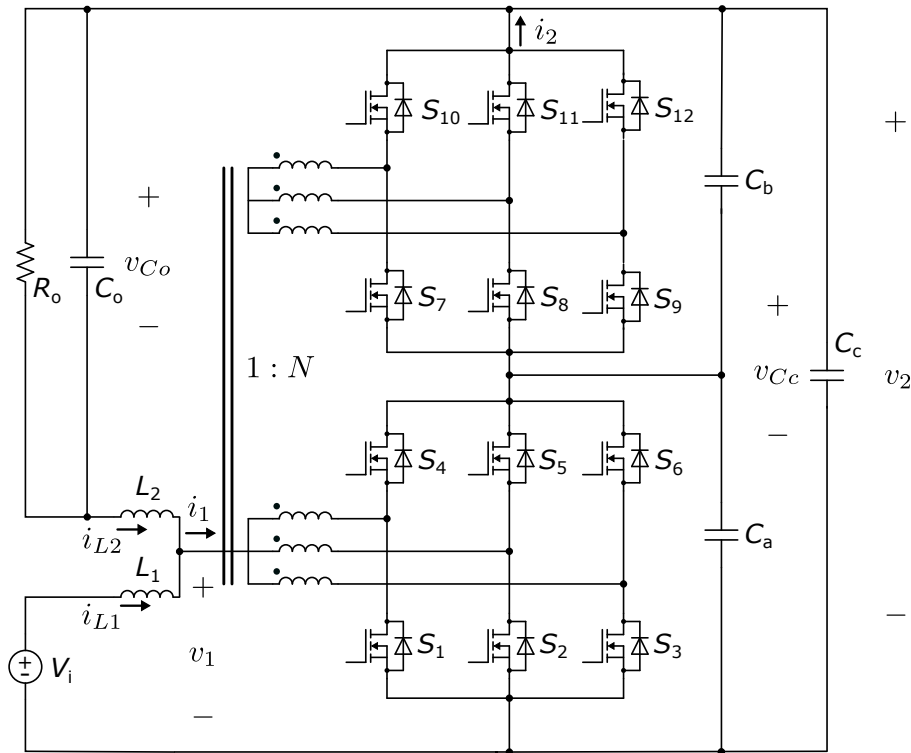 i2
S10
S11
S12
+
+
Cb
vCo
Ro
Co
−
S7
S8
S9
+
1 : N
vCc
Cc
v2
−
S4
S5
S6
L2
i1
iL2
Ca
L1
+
iL1
−
v1
S1
S2
S3
Vi
−